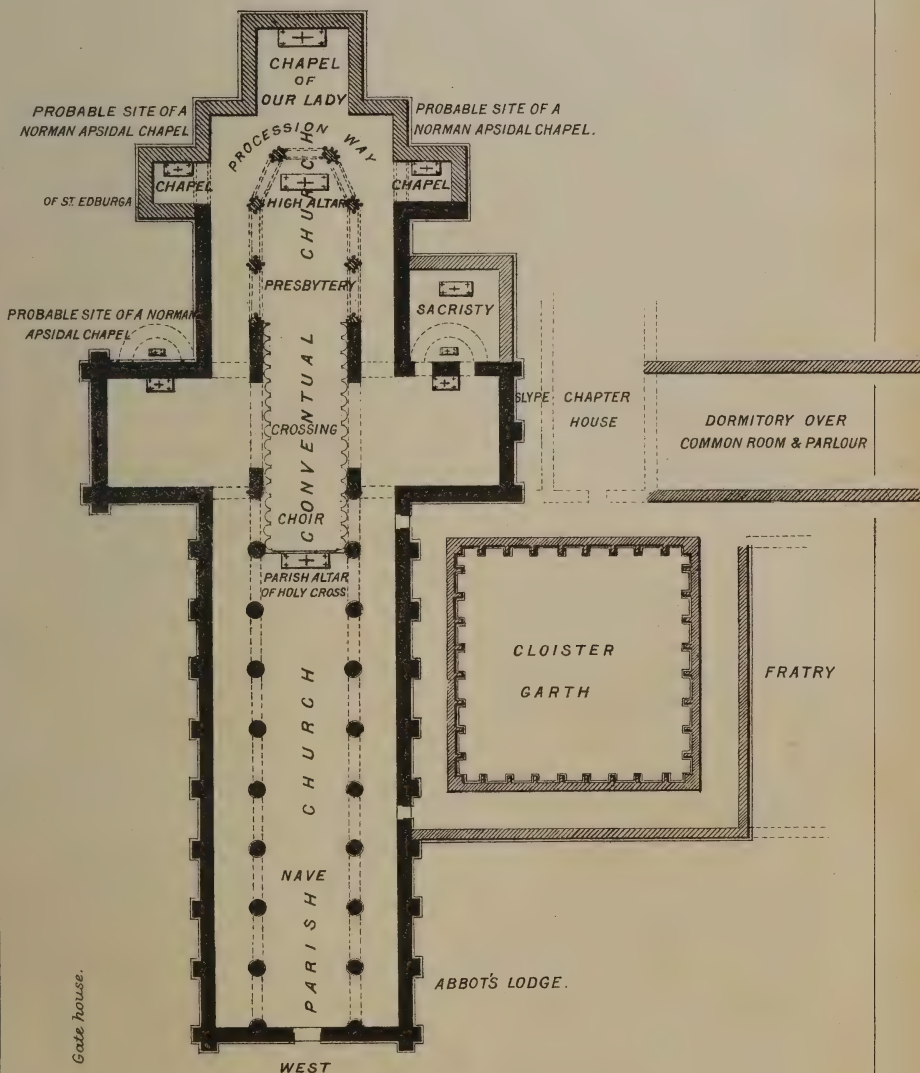 CHAPEL
OF
OUR LADY
PROBABLE SITE OF A
NORMAN APSIDAL CHAPEL
PROBABLE SITE OF A
NORMAN APSIDAL CHAPEL.
PROCESSION WAY
CHAPEL
OF ST. EDBURGA
HIGH ALTAR
CHAPEL
PRESBYTERY
SACRISTY
PROBABLE SITE OF A NORMAN
APSIDAL CHAPEL
CONVENTUAL CHURCH
CROSSING
SLYPE
CHAPTER
HOUSE
DORMITORY OVER
COMMON ROOM & PARLOUR
CHOIR
PARISH ALTAR
OF HOLY CROSS
CLOISTER
GARTH
FRATRY
NAVE
PARISH CHURCH
ABBOT'S LODGE.
Gate house.
WEST